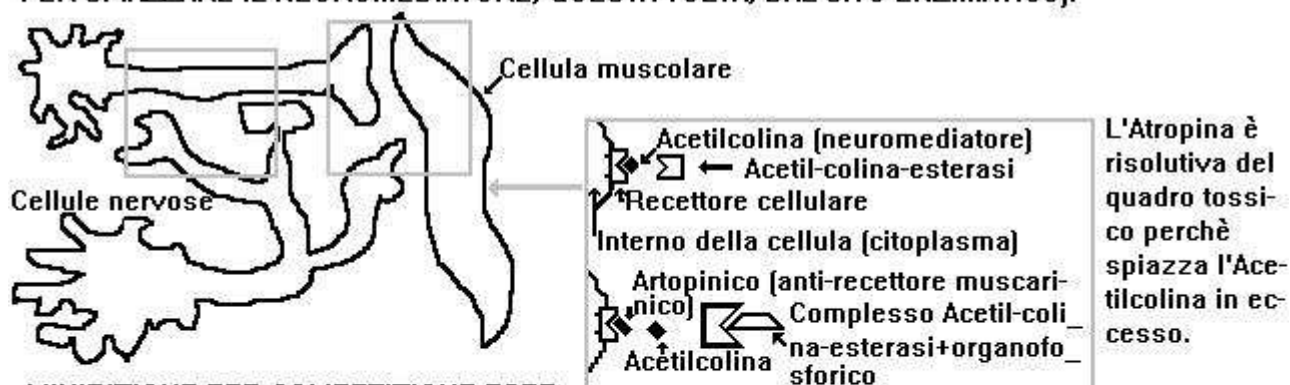 Cellula muscolare
Cellule nervose
Acetilcolina (neuromediatore)
Acetil-colina-esterasi
Recettore cellulare
Interno della cellula (citoplasma)
Artopinico (anti-recettore muscari-
nico)
Complesso Acetil-coli_
na-esterasi+organofo_
sforico
Acetilcolina
L'Atropina è
risolutiva del
quadro tossi-
co perchè
spiazza l'Ace-
tilcolina in ec-
cesso.